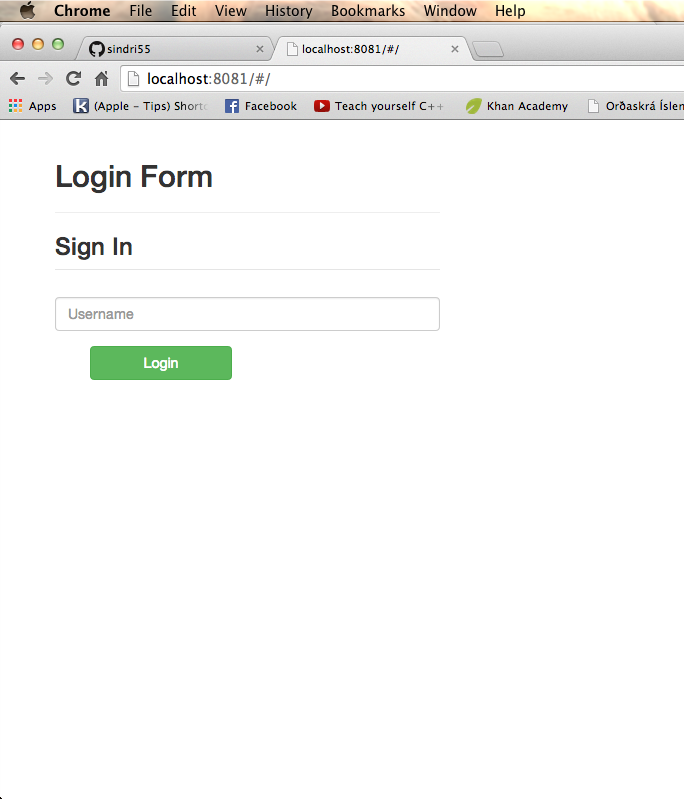 Chrome File Edit View History Bookmarks Window Help
sindri55 localhost:8081/#/
localhost:8081/#/
Apps (Apple – Tips) Shortc Facebook Teach yourself C++ Khan Academy Orðaskrá Íslen
Login Form
Sign In
Username
Login